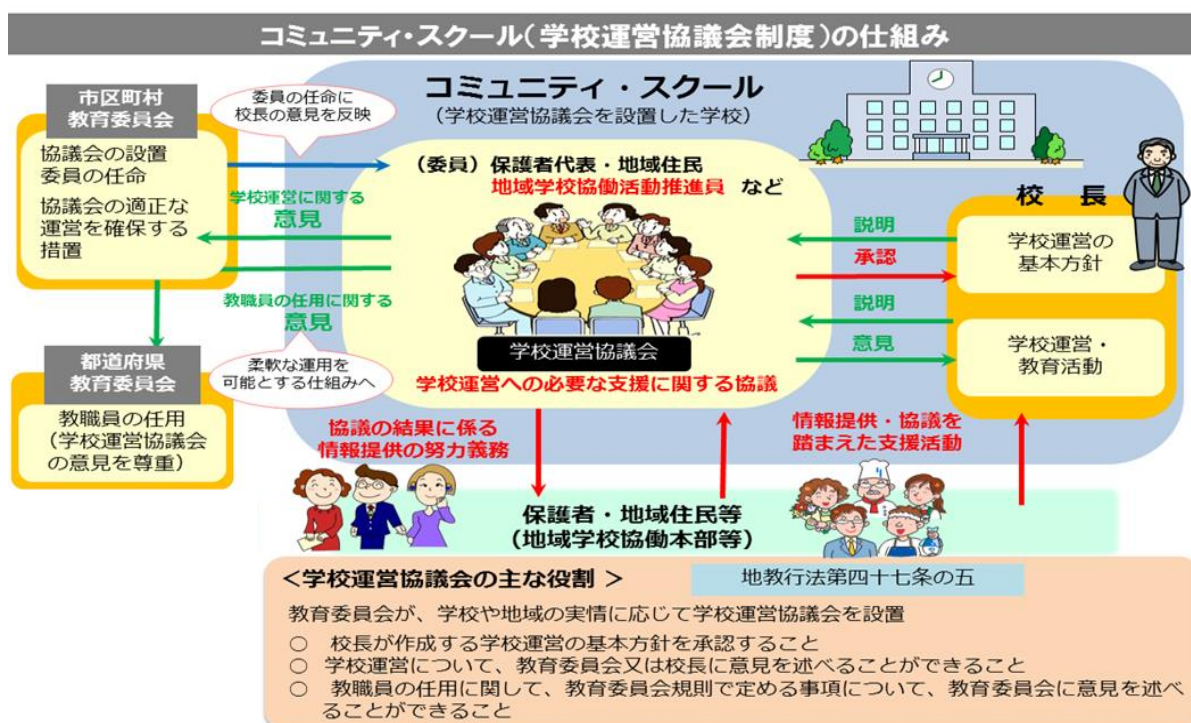 コミュニティ・スクール(学校運営協議会制度)の仕組み
市区町村
教育委員会
協議会の設置
委員の任命
協議会の適正な
運営を確保する
措置
委員の任命に
校長の意見を反映
学校運営に関する
意見
教職員の任用に関する
意見
都道府県
教育委員会
教職員の任用
(学校運営協議会
の意見を尊重)
柔軟な運用を
可能とする仕組みへ
コミュニティ・スクール
(学校運営協議会を設置した学校)
(委員)保護者代表・地域住民
地域学校協働活動推進員 など
学校運営協議会
学校運営への必要な支援に関する協議
説明
承認
説明
意見
校 長
学校運営の
基本方針
学校運営・
教育活動
協議の結果に係る
情報提供の努力義務
情報提供・協議を
踏まえた支援活動
保護者・地域住民等
(地域学校協働本部等)
<学校運営協議会の主な役割 >
地教行法第四十七条の五
教育委員会が、学校や地域の実情に応じて学校運営協議会を設置
○ 校長が作成する学校運営の基本方針を承認すること
○ 学校運営について、教育委員会又は校長に意見を述べることができること
○ 教職員の任用に関して、教育委員会規則で定める事項について、教育委員会に意見を述べ
ることができること